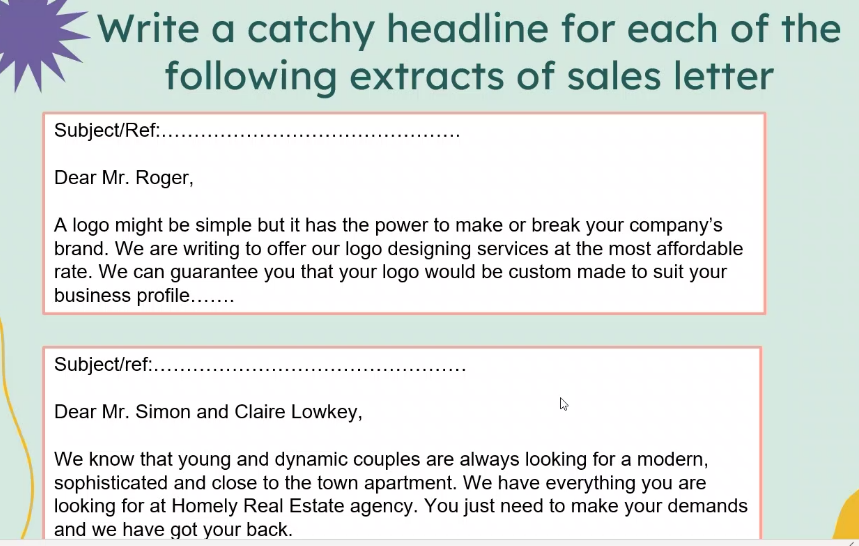 Write a catchy headline for each of the
following extracts of sales letter
Subject/Ref:……………………………………….
Dear Mr. Roger,
A logo might be simple but it has the power to make or break your company’s
brand. We are writing to offer our logo designing services at the most affordable
rate. We can guarantee you that your logo would be custom made to suit your
business profile…….
Subject/ref:…………………………………………
Dear Mr. Simon and Claire Lowkey,
We know that young and dynamic couples are always looking for a modern,
sophisticated and close to the town apartment. We have everything you are
looking for at Homely Real Estate agency. You just need to make your demands
and we have got your back.